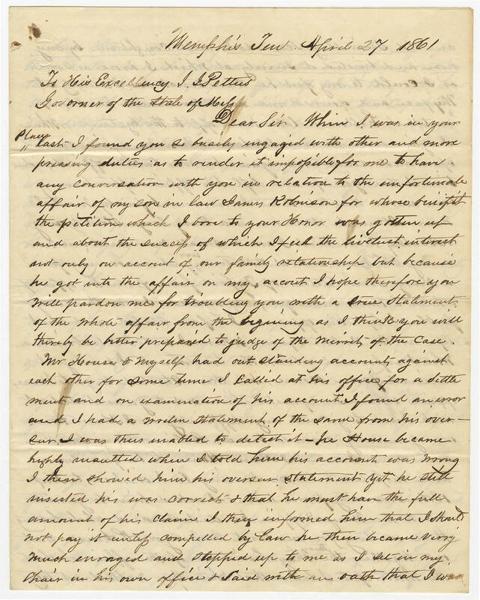 Memphis Ten April 27 1861
To His Excellency J. J. Pettus
Governer of the State of Miss
Dear Sir When I was in your
place
last I found you so busily engaged with other and more
pressing duties as to render it impossible for me to have
any conversation with you in relation to the unfortunate
affair of my son in law James Robinson for whose benefit
the petition which I bore to your Honor was gotten up
and about the success of which I feel the liveliest interest
not only on account of our family relationship but because
he got into the affair on my account I hope therefore you
will pardon me for troubling you with a true statement
of the whole affair from the begining as I think you will
thereby be better prepared to judge of the merrits of the case.
Mr House & myself had out standing accounts against
each other for some time I called at his office for a settle
ment and on examination of his account I found an error
and I had a writen statement of the same from his over-
seer I was thus enabled to detect it — he House became
highly insulted when I told him his account was wrong
I then showed him his overseer statement yet he still
insisted his was correct & that he must have the full
amount of his claim I then informed him that I should
not pay it unless compelled by law he then became very
much enraged and stepped up to me as I set in my
chair in his own office & said with an oath that I was